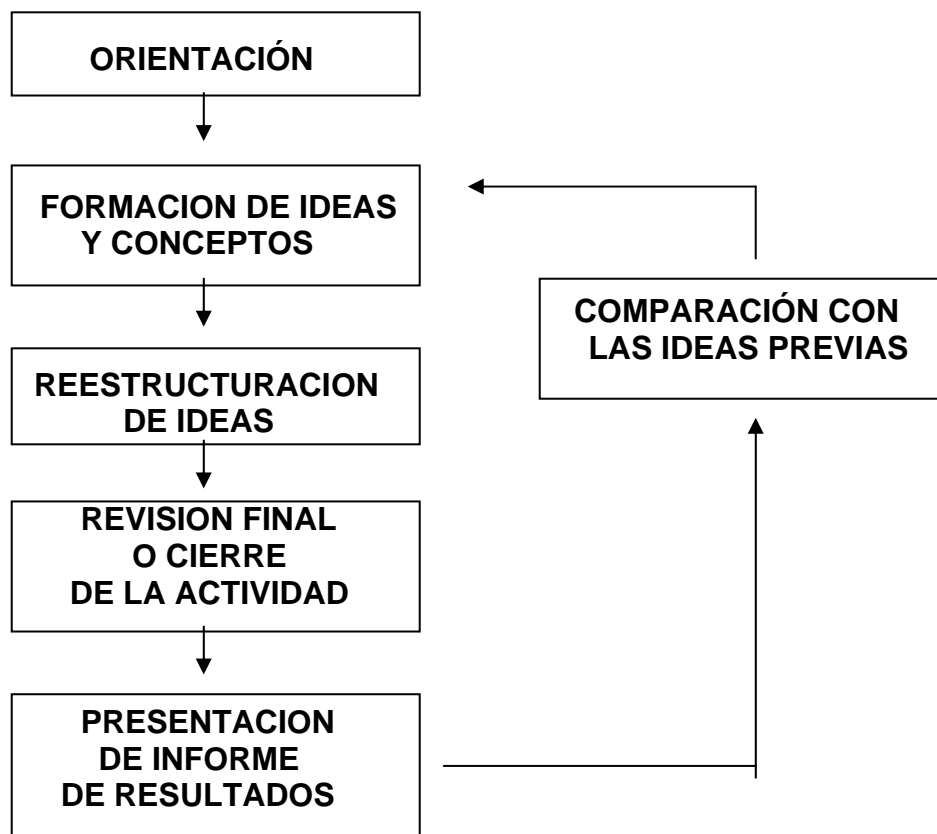 ORIENTACIÓN
FORMACION DE IDEAS
Y CONCEPTOS
COMPARACIÓN CON
LAS IDEAS PREVIAS
REESTRUCTURACION
DE IDEAS
REVISION FINAL
O CIERRE
DE LA ACTIVIDAD
PRESENTACION
DE INFORME
DE RESULTADOS